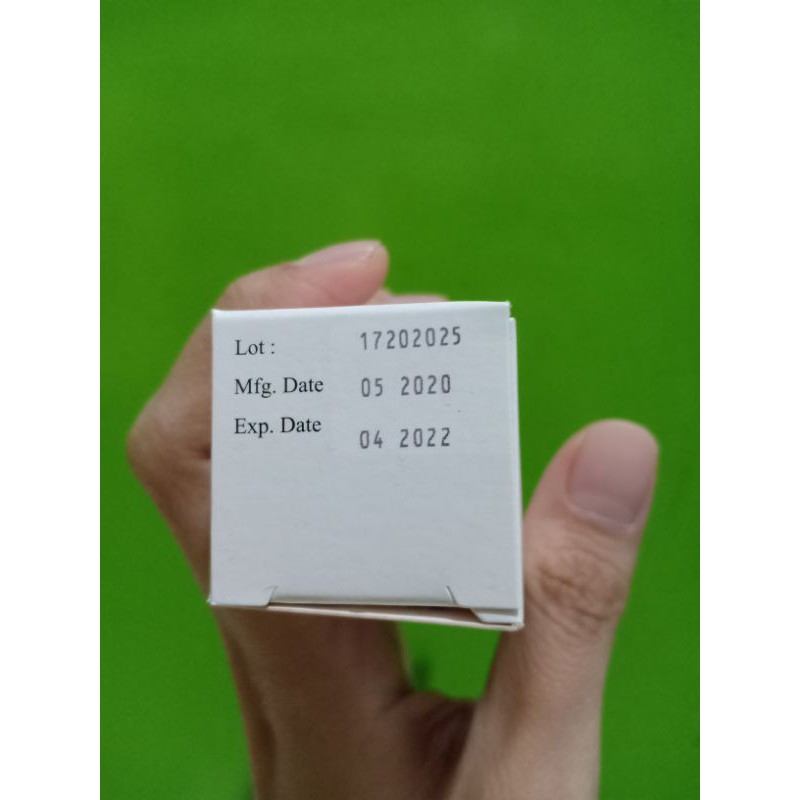 Lot : 17202025
Mfg. Date 05 2020
Exp. Date 04 2022